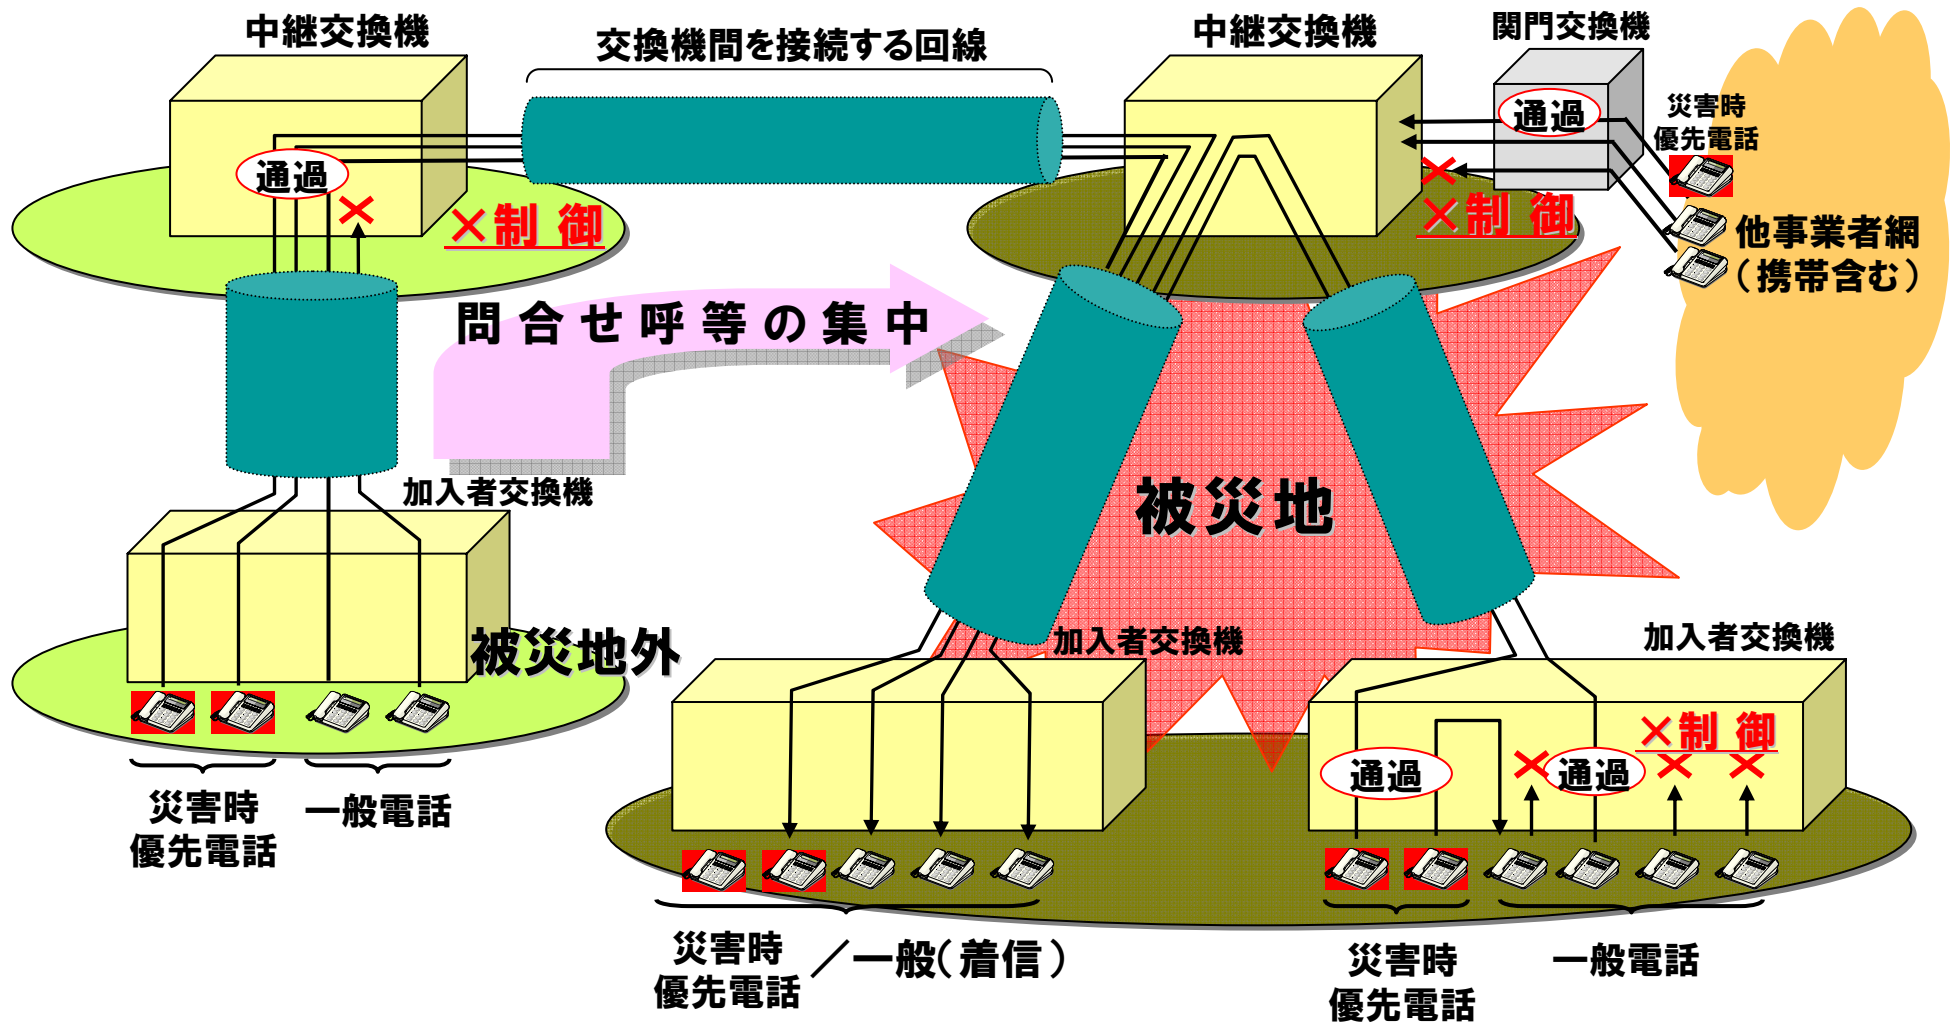 中継交換機
交換機間を接続する回線
中継交換機
関門交換機
通過
災害時
優先電話
通過
×制 御
×制 御
他事業者網
（携帯含む）
問合せ呼等の集中
加入者交換機
被災地
被災地外
加入者交換機
加入者交換機
×制 御
通過
通過
災害時
優先電話
一般電話
災害時
優先電話
／一般（着信）
災害時
優先電話
一般電話